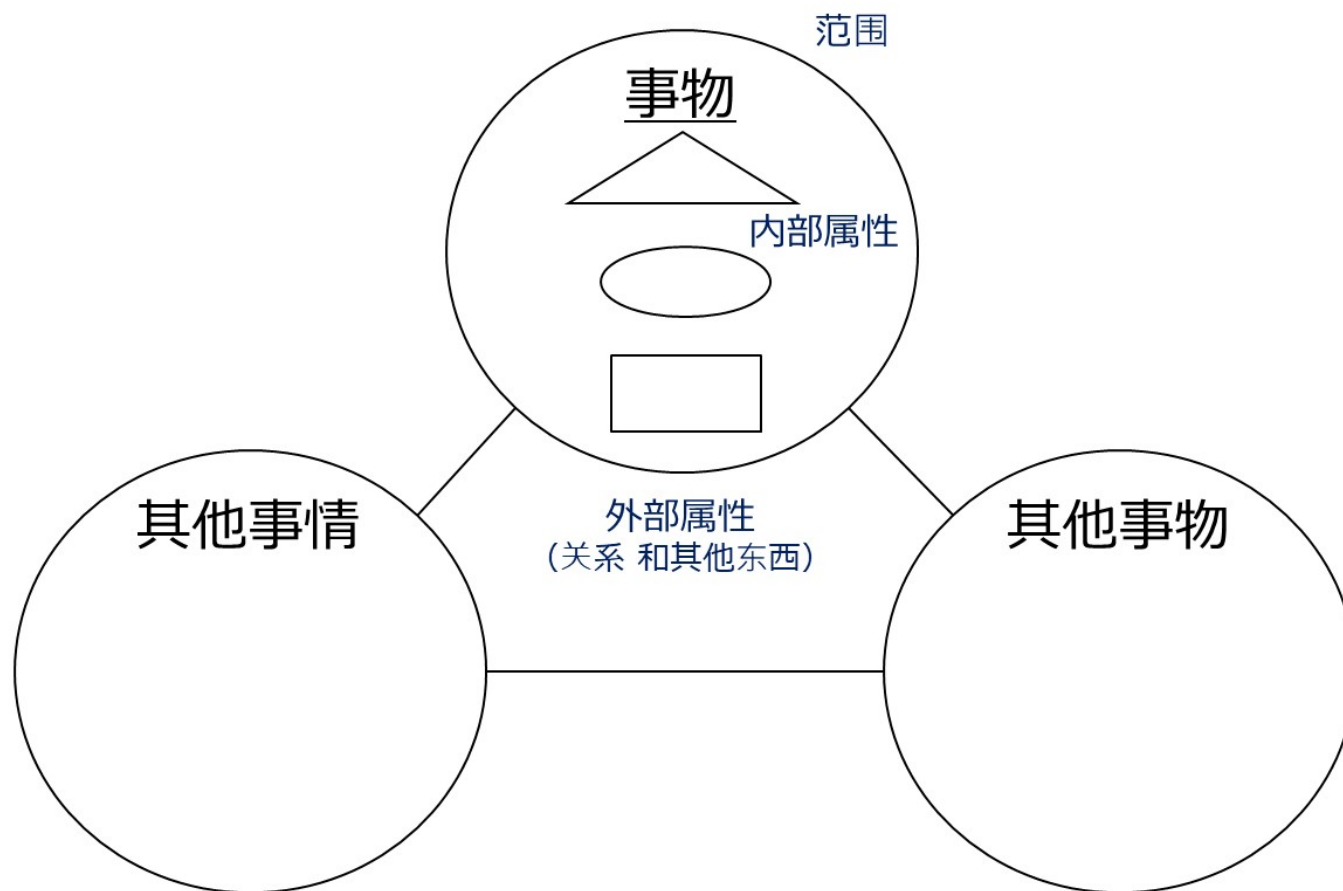 范围
事物
内部属性
其他事情
外部属性
（关系 和其他东西）
其他事物